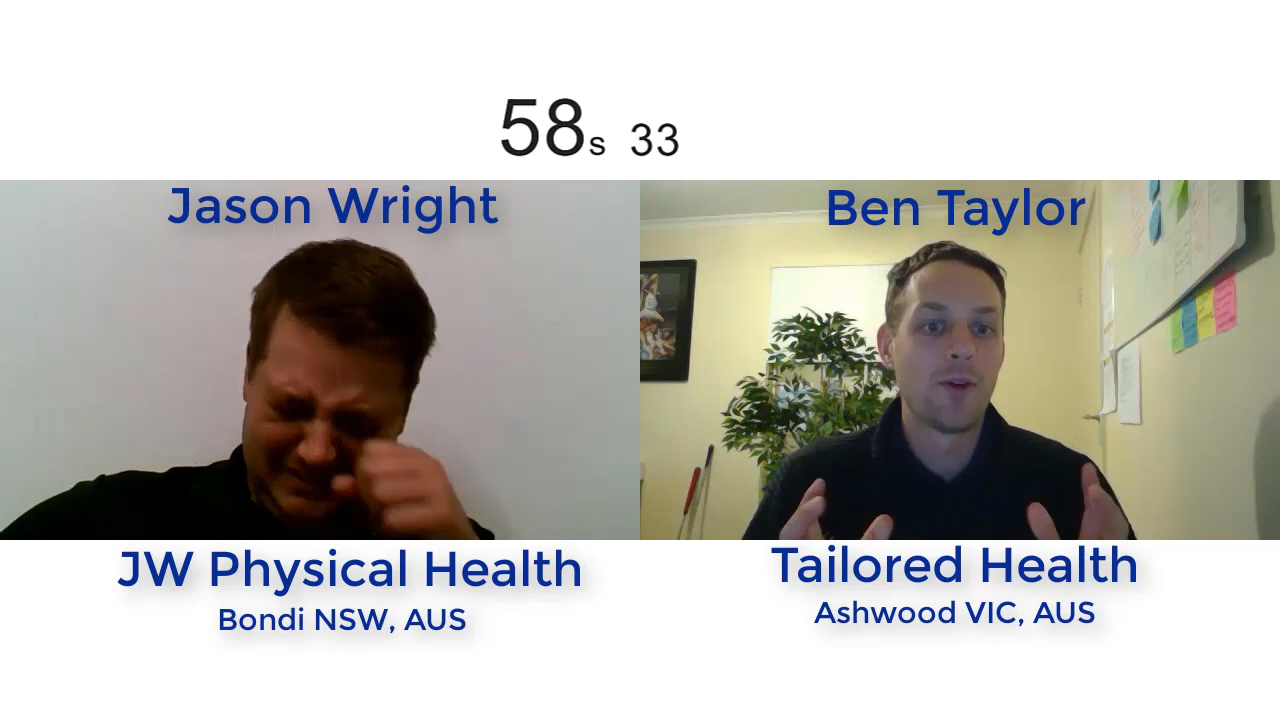 58s 33
Jason Wright
Ben Taylor
JW Physical Health
Bondi NSW, AUS
Tailored Health
Ashwood VIC, AUS